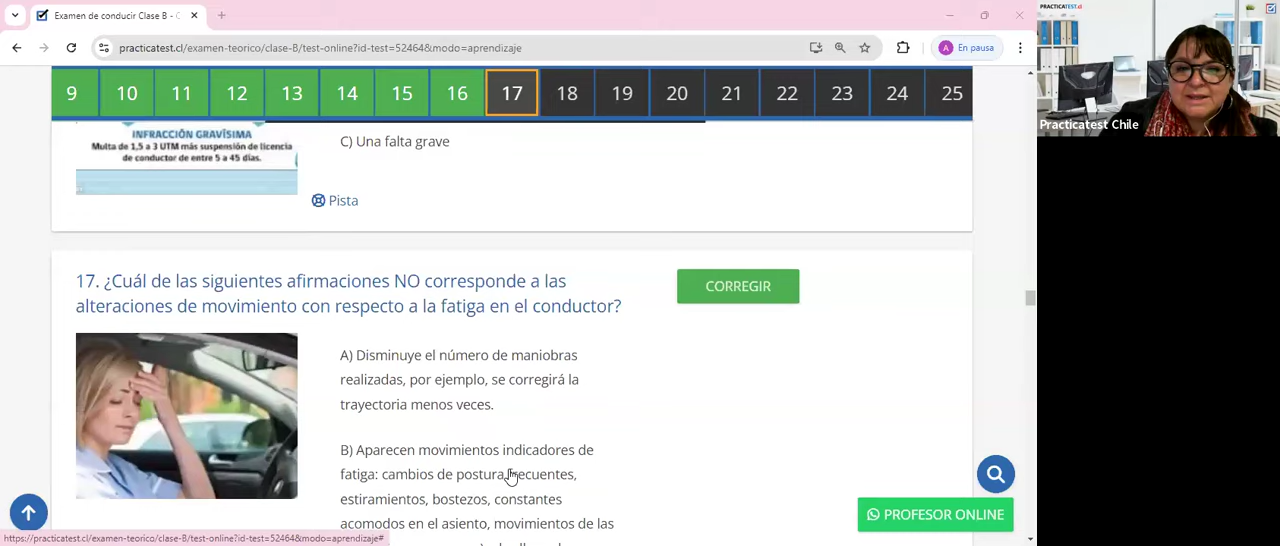 Examen de conducir Clase B - C
practicatest.cl/examen-teorico/clase-B/test-online?id-test=52464&modo=aprendizaje
A
En pausa
9 10 11 12 13 14 15 16 17 18 19 20 21 22 23 24 25
INFRACCIÓN GRAVÍSIMA
Multa de 1,5 a 3 UTM más suspensión de licencia
de conductor de entre 5 a 45 días.
C) Una falta grave
Pista
17. ¿Cuál de las siguientes afirmaciones NO corresponde a las
alteraciones de movimiento con respecto a la fatiga en el conductor?
CORREGIR
A) Disminuye el número de maniobras
realizadas, por ejemplo, se corregirá la
trayectoria menos veces.
B) Aparecen movimientos indicadores de
fatiga: cambios de postura frecuentes,
estiramientos, bostezos, constantes
acomodos en el asiento, movimientos de las
PROFESOR ONLINE
https://practicatest.cl/examen-teorico/clase-B/test-online?id-test=52464&modo=aprendizaje#
PRACTICATEST.CL
Practicatest Chile